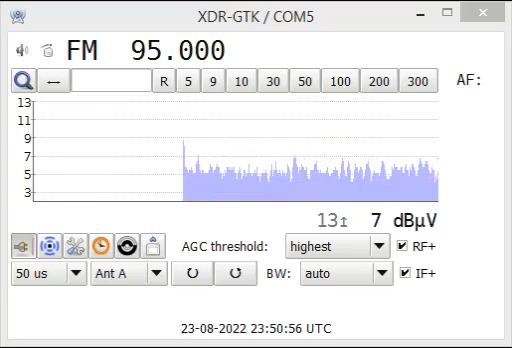 XDR-GTK / COM5
FM 95.000
↔ R 5 9 10 30 50 100 200 300 AF:
13
11
9
7
5
3
13↥ 7 dBµV
AGC threshold: highest RF+
50 us Ant A ↻ ↺ BW: auto IF+
23-08-2022 23:50:56 UTC